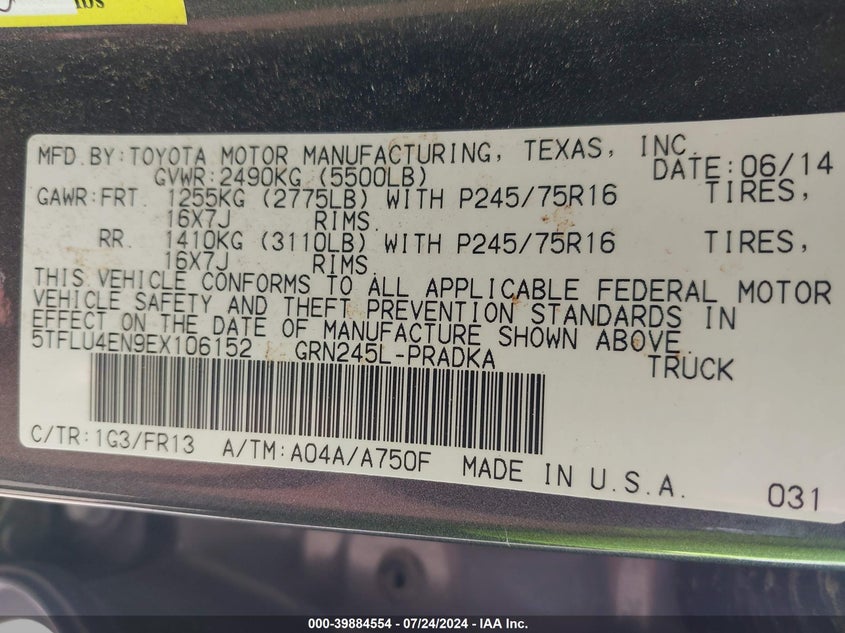 MFD.BY:TOYOTA MOTOR MANUFACTURING, TEXAS, INC.
GVWR:2490KG (5500LB) DATE:06/14
GAWR:FRT. 1255KG (2775LB) WITH P245/75R16 TIRES,
16X7J RIMS.
RR. 1410KG (3110LB) WITH P245/75R16 TIRES,
16X7J RIMS.
THIS VEHICLE CONFORMS TO ALL APPLICABLE FEDERAL MOTOR
VEHICLE SAFETY AND THEFT PREVENTION STANDARDS IN
EFFECT ON THE DATE OF MANUFACTURE SHOWN ABOVE.
5TFLU4EN9EX106152 GRN245L-PRADKA TRUCK
C/TR:1G3/FR13 A/TM:A04A/A750F MADE IN U.S.A.
031
000-39884554 - 07/24/2024 - IAA Inc.